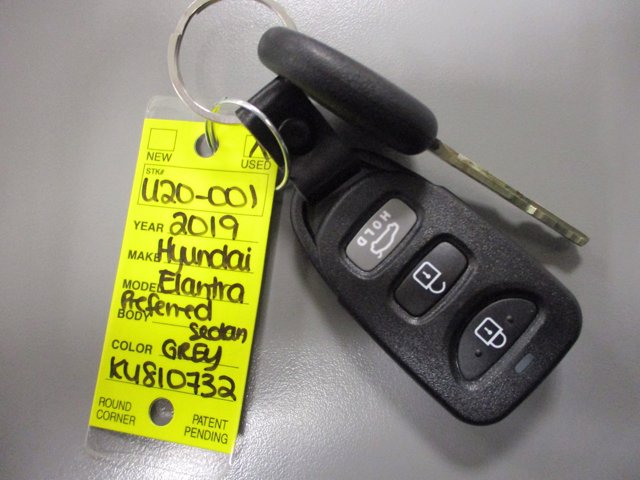 NEW
USED
STK#
U20-001
YEAR 2019
MAKE Hyundai
MODEL Elantra
Preferred
BODY sedan
COLOR GREY
KU810732
ROUND CORNER
PATENT PENDING
HOLD